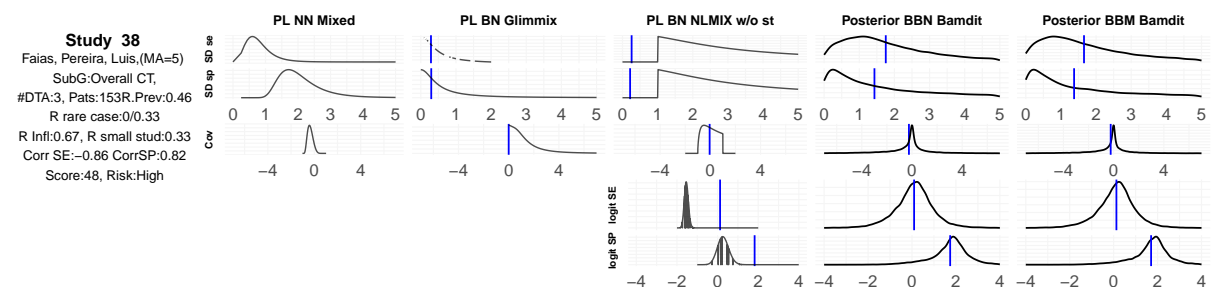 PL NN Mixed PL BN Glimmix PL BN NLMIX w/o st Posterior BBN Bamdit Posterior BBM Bamdit
Study 38
Faias, Pereira, Luis,(MA=5)
SubG:Overall CT,
#DTA:3, Pats:153R.Prev:0.46
R rare case:0/0.33
R Infl:0.67, R small stud:0.33
Corr SE:−0.86 CorrSP:0.82
Score:48, Risk:High
SD se
SD sp
0 1 2 3 4 5 0 1 2 3 4 5 0 1 2 3 4 5 0 1 2 3 4 5 0 1 2 3 4 5
Cov
−4 0 4 −4 0 4 −4 0 4 −4 0 4 −4 0 4
logit SE
logit SP
−4 −2 0 2 4 −4 −2 0 2 4 −4 −2 0 2 4